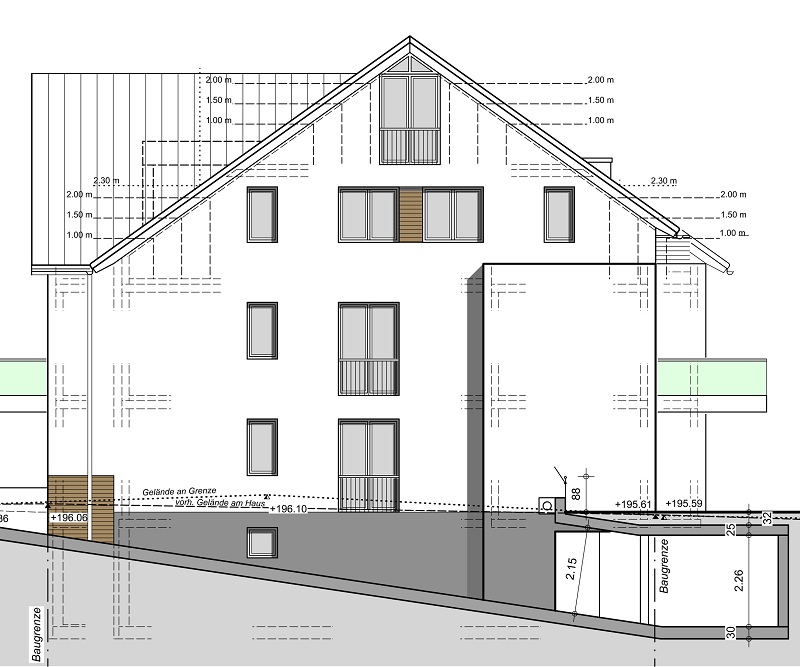 2.00 m
1.50 m
1.00 m
2.00 m
1.50 m
1.00 m
2.30 m
2.00 m
1.50 m
1.00 m
2.30 m
2.00 m
1.50 m
1.00 m
Gelände an Grenze
vorh. Gelände am Haus
+196.10
88
+195.61
+195.59
36
+196.06
32
25
2.15
Baugrenze
2.26
Baugrenze
30